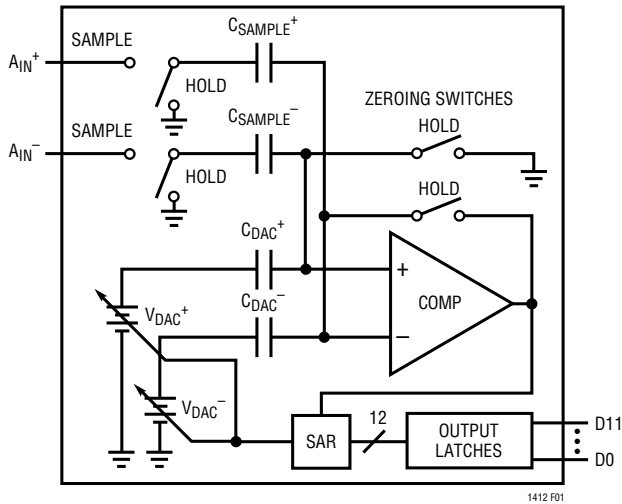 C_SAMPLE+
SAMPLE
A_IN+
HOLD
C_SAMPLE–
ZEROING SWITCHES
HOLD
SAMPLE
A_IN–
HOLD
HOLD
C_DAC+
+
COMP
C_DAC–
–
V_DAC+
V_DAC–
12
SAR
OUTPUT
LATCHES
D11
D0
1412 F01